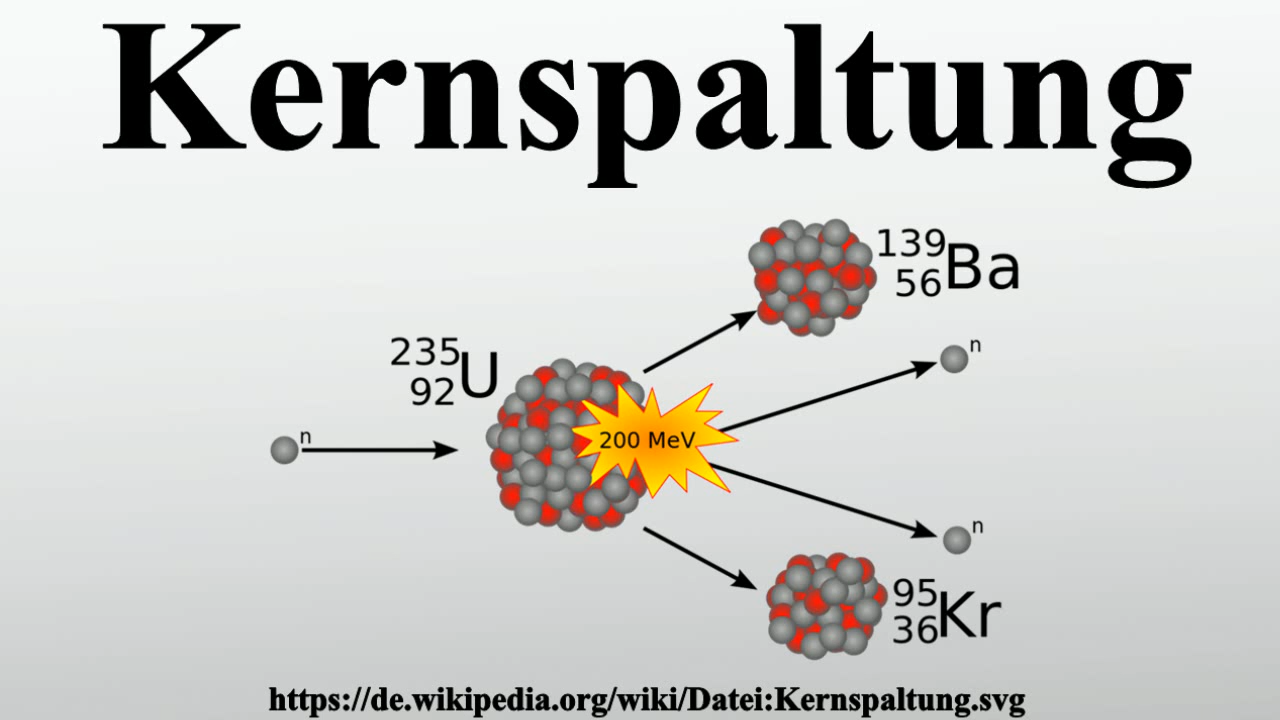 Kernspaltung
139
56Ba
235
92U
n
n
200 MeV
n
95
36Kr
https://de.wikipedia.org/wiki/Datei:Kernspaltung.svg